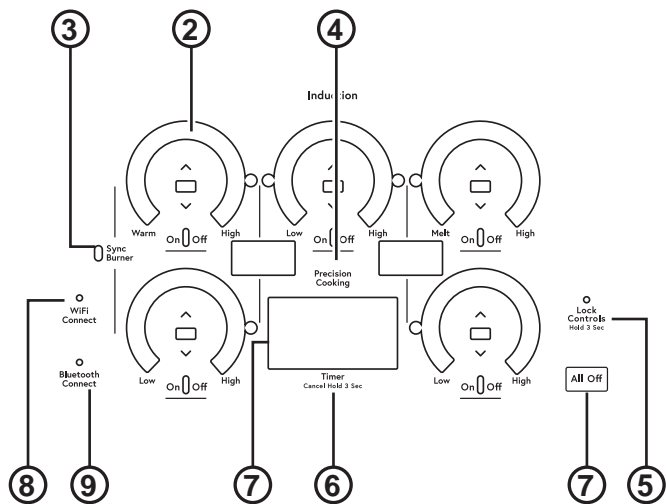 3
2
4
Induction
Warm
High
On Off
Low
High
On Off
Melt
High
On Off
Sync
Burner
Precision
Cooking
WiFi
Connect
Lock
Controls
Hold 3 Sec
Bluetooth
Connect
Low
High
On Off
Timer
Cancel Hold 3 Sec
Low
High
On Off
All Off
8
9
7
6
7
5